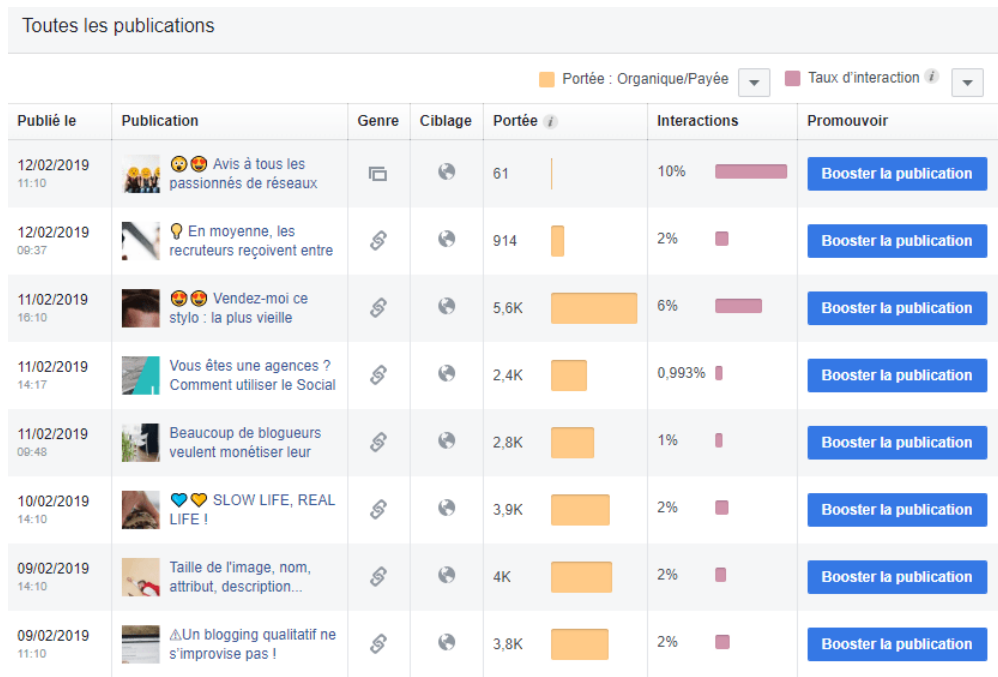 Toutes les publications
Portée : Organique/Payée
Taux d'interaction i
Publié le Publication Genre Ciblage Portée i Interactions Promouvoir
12/02/2019
11:10
😮😍 Avis à tous les
passionnés de réseaux
61
10%
Booster la publication
12/02/2019
09:37
💡 En moyenne, les
recruteurs reçoivent entre
914
2%
Booster la publication
11/02/2019
16:10
😍😍 Vendez-moi ce
stylo : la plus vieille
5,6K
6%
Booster la publication
11/02/2019
14:17
Vous êtes une agences ?
Comment utiliser le Social
2,4K
0,993%
Booster la publication
11/02/2019
09:48
Beaucoup de blogueurs
veulent monétiser leur
2,8K
1%
Booster la publication
10/02/2019
14:10
💙💛 SLOW LIFE, REAL
LIFE !
3,9K
2%
Booster la publication
09/02/2019
14:10
Taille de l'image, nom,
attribut, description...
4K
2%
Booster la publication
09/02/2019
11:10
⚠Un blogging qualitatif ne
s'improvise pas !
3,8K
2%
Booster la publication